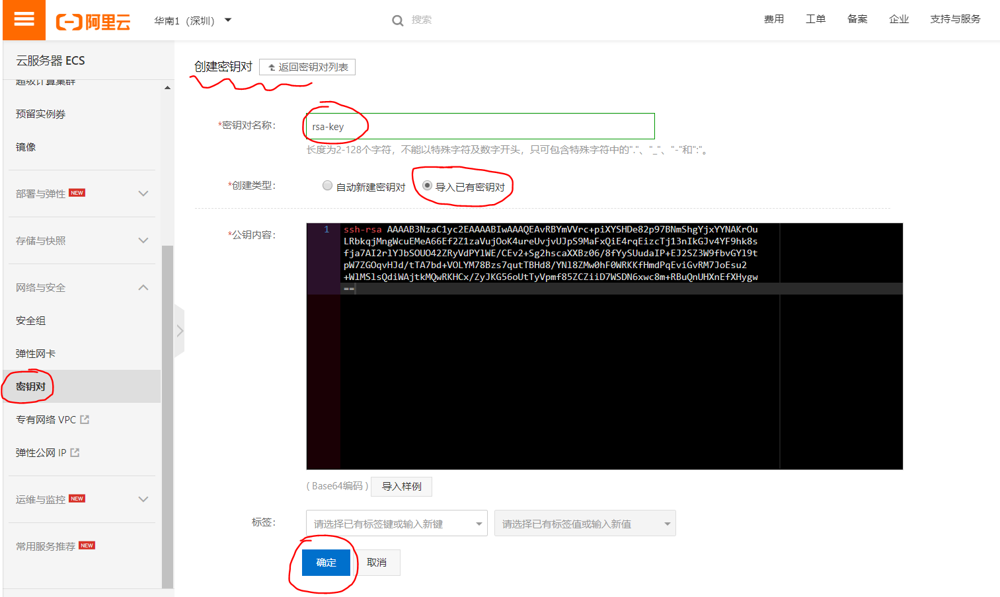 阿里云
华南1（深圳）
搜索
费用
工单
备案
企业
支持与服务
云服务器 ECS
超级计算集群
预留实例券
镜像
部署与弹性 NEW
存储与快照
网络与安全
安全组
弹性网卡
密钥对
专有网络 VPC
弹性公网 IP
运维与监控 NEW
常用服务推荐 NEW
创建密钥对
返回密钥对列表
*密钥对名称：
rsa-key
长度为2-128个字符，不能以特殊字符及数字开头，只可包含特殊字符中的"."、"_"、"-"和":"。
*创建类型：
自动新建密钥对
导入已有密钥对
*公钥内容：
1
ssh-rsa AAAAB3NzaC1yc2EAAAABIwAAAQEAvRBYmVVrc+piXYSHDe82p97BNmShgYjxYYNAKrOu
LRbkqjMngWcuEMeA66Ef2Z1zaVujOoK4ureUvjvUJpS9MaFxQiE4rqEizcTj13nIkGJv4YF9hk8s
fja7AI2rlYJbSOUO42ZRyVdPYlWE/CEv2+Sg2hscaXXBz06/8fYySUudaIP+EJ2SZ3W9fbvGYl9t
pW7ZGOqvHJd/tTA7bd+VOLYM78Bzs7qutTBHd8/YNl8ZMw0hF0WRKKfHmdPqEviGvRM7JoEsu2
+WlMSlsQdiWAjtkMQwRKHCx/ZyJKG56oUtTyVpmf85ZCZiiD7WSDN6xwc8m+RBuQnUHXnEfXHygw
==
( Base64编码 )
导入样例
标签：
请选择已有标签键或输入新键
请选择已有标签值或输入新值
确定
取消